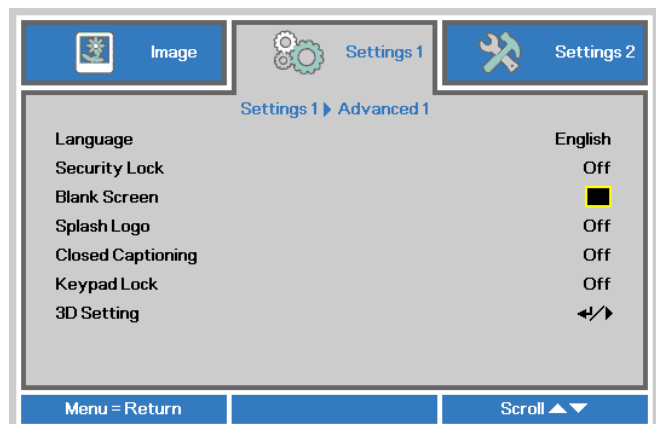 Image
Settings 1
Settings 2
Settings 1 ▶ Advanced 1
Language English
Security Lock Off
Blank Screen
Splash Logo Off
Closed Captioning Off
Keypad Lock Off
3D Setting ↵/▶
Menu = Return
Scroll ▲▼